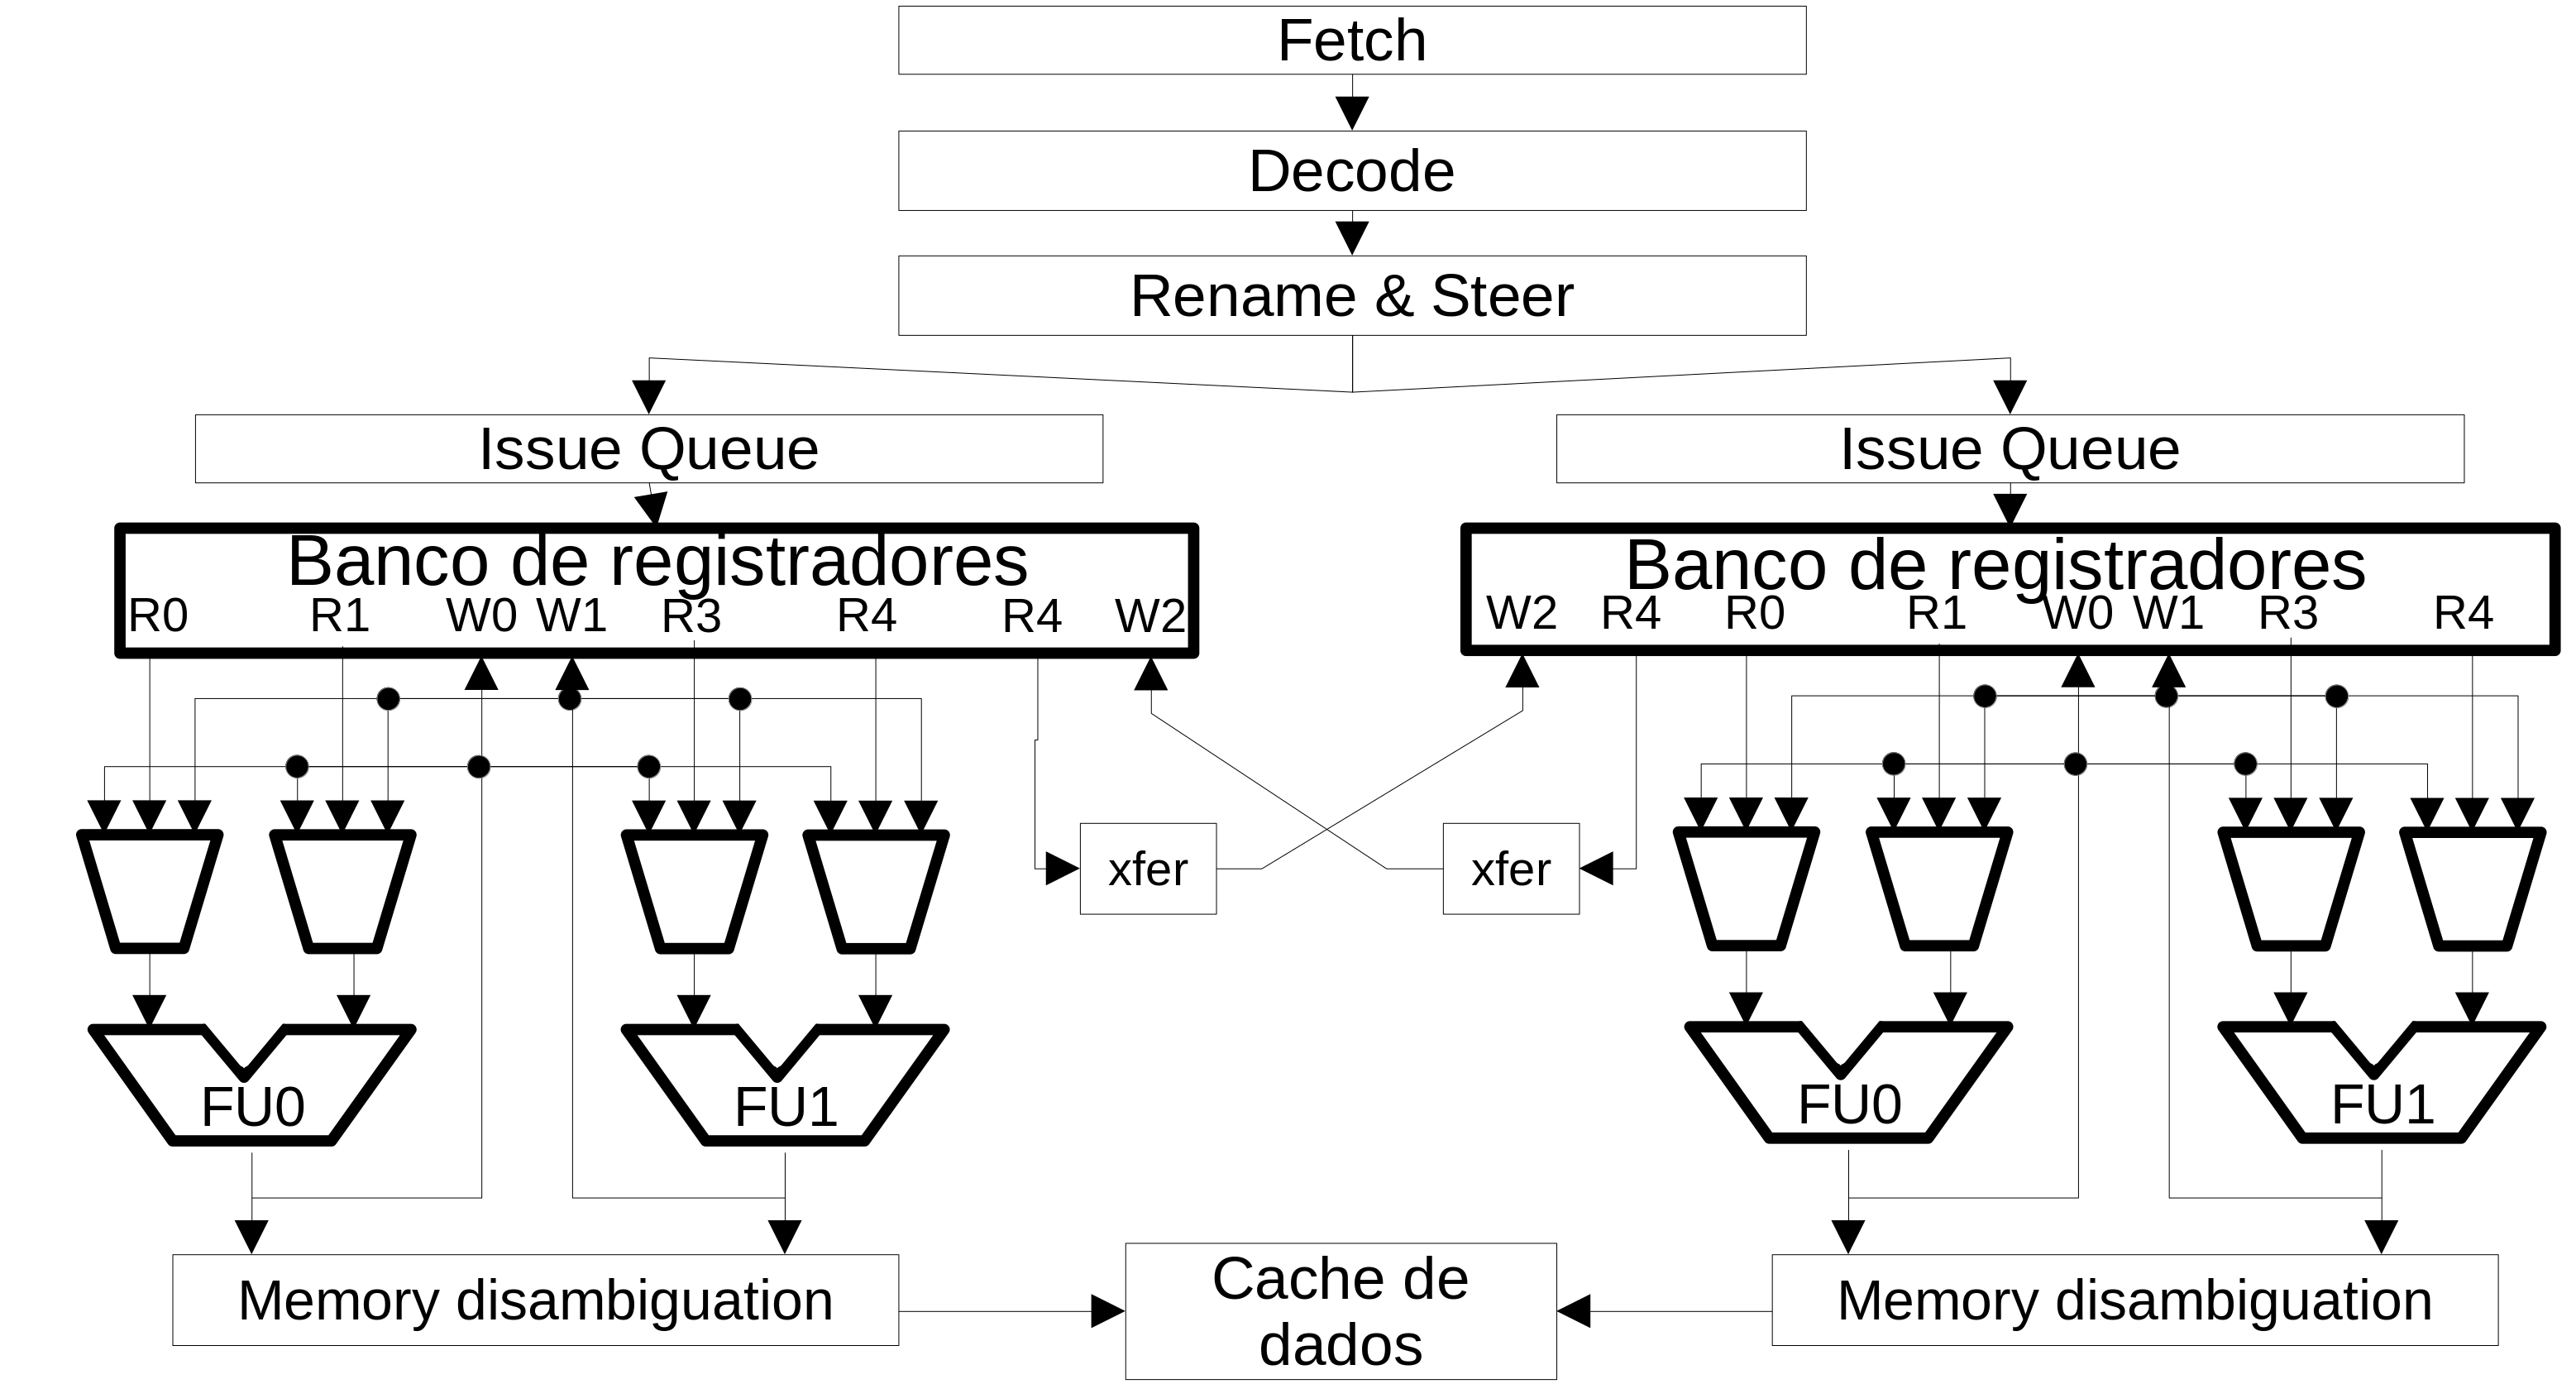 Fetch
Decode
Rename & Steer
Issue Queue
Issue Queue
Banco de registradores
R0 R1 W0 W1 R3 R4 R4 W2
Banco de registradores
W2 R4 R0 R1 W0 W1 R3 R4
xfer
xfer
FU0
FU1
FU0
FU1
Memory disambiguation
Cache de
dados
Memory disambiguation